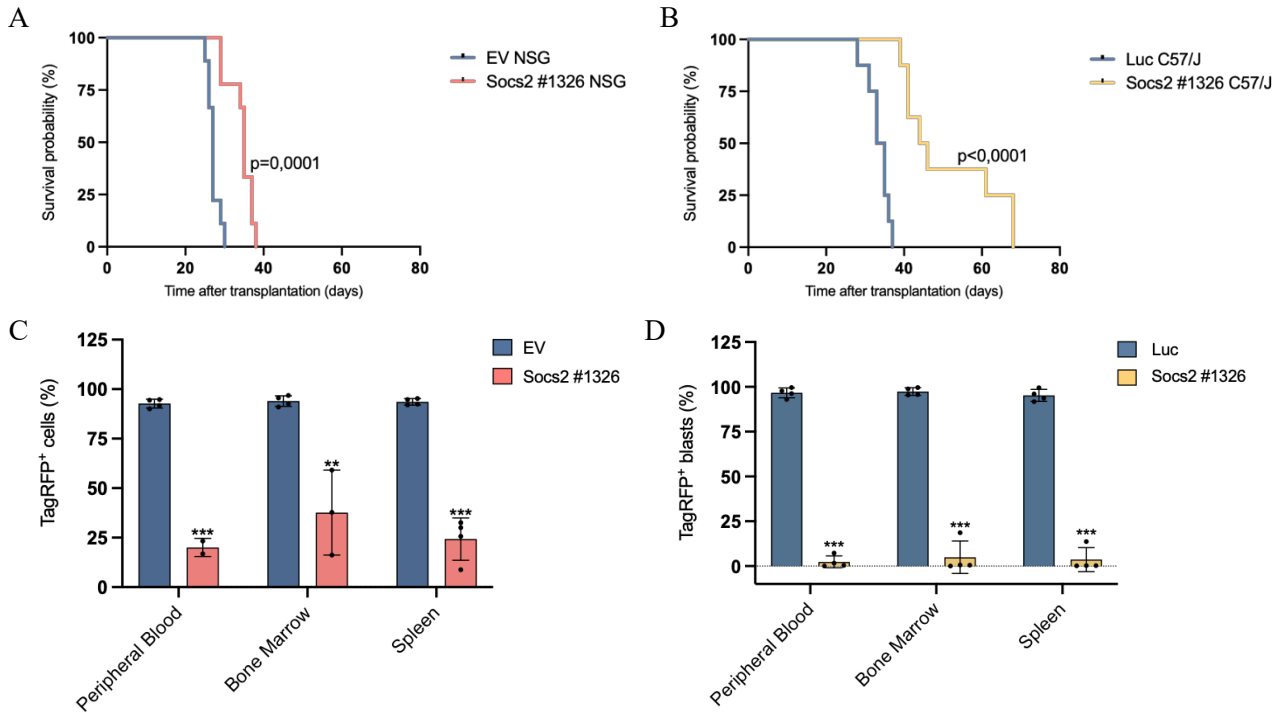 A
Survival probability (%)
100
75
50
25
0
0 20 40 60 80
Time after transplantation (days)
EV NSG
Socs2 #1326 NSG
p=0,0001
B
Survival probability (%)
100
75
50
25
0
0 20 40 60 80
Time after transplantation (days)
Luc C57/J
Socs2 #1326 C57/J
p<0,0001
C
TagRFP+ cells (%)
125
100
75
50
25
0
EV
Socs2 #1326
***
**
***
Peripheral Blood
Bone Marrow
Spleen
D
TagRFP+ blasts (%)
125
100
75
50
25
0
Luc
Socs2 #1326
***
***
***
Peripheral Blood
Bone Marrow
Spleen